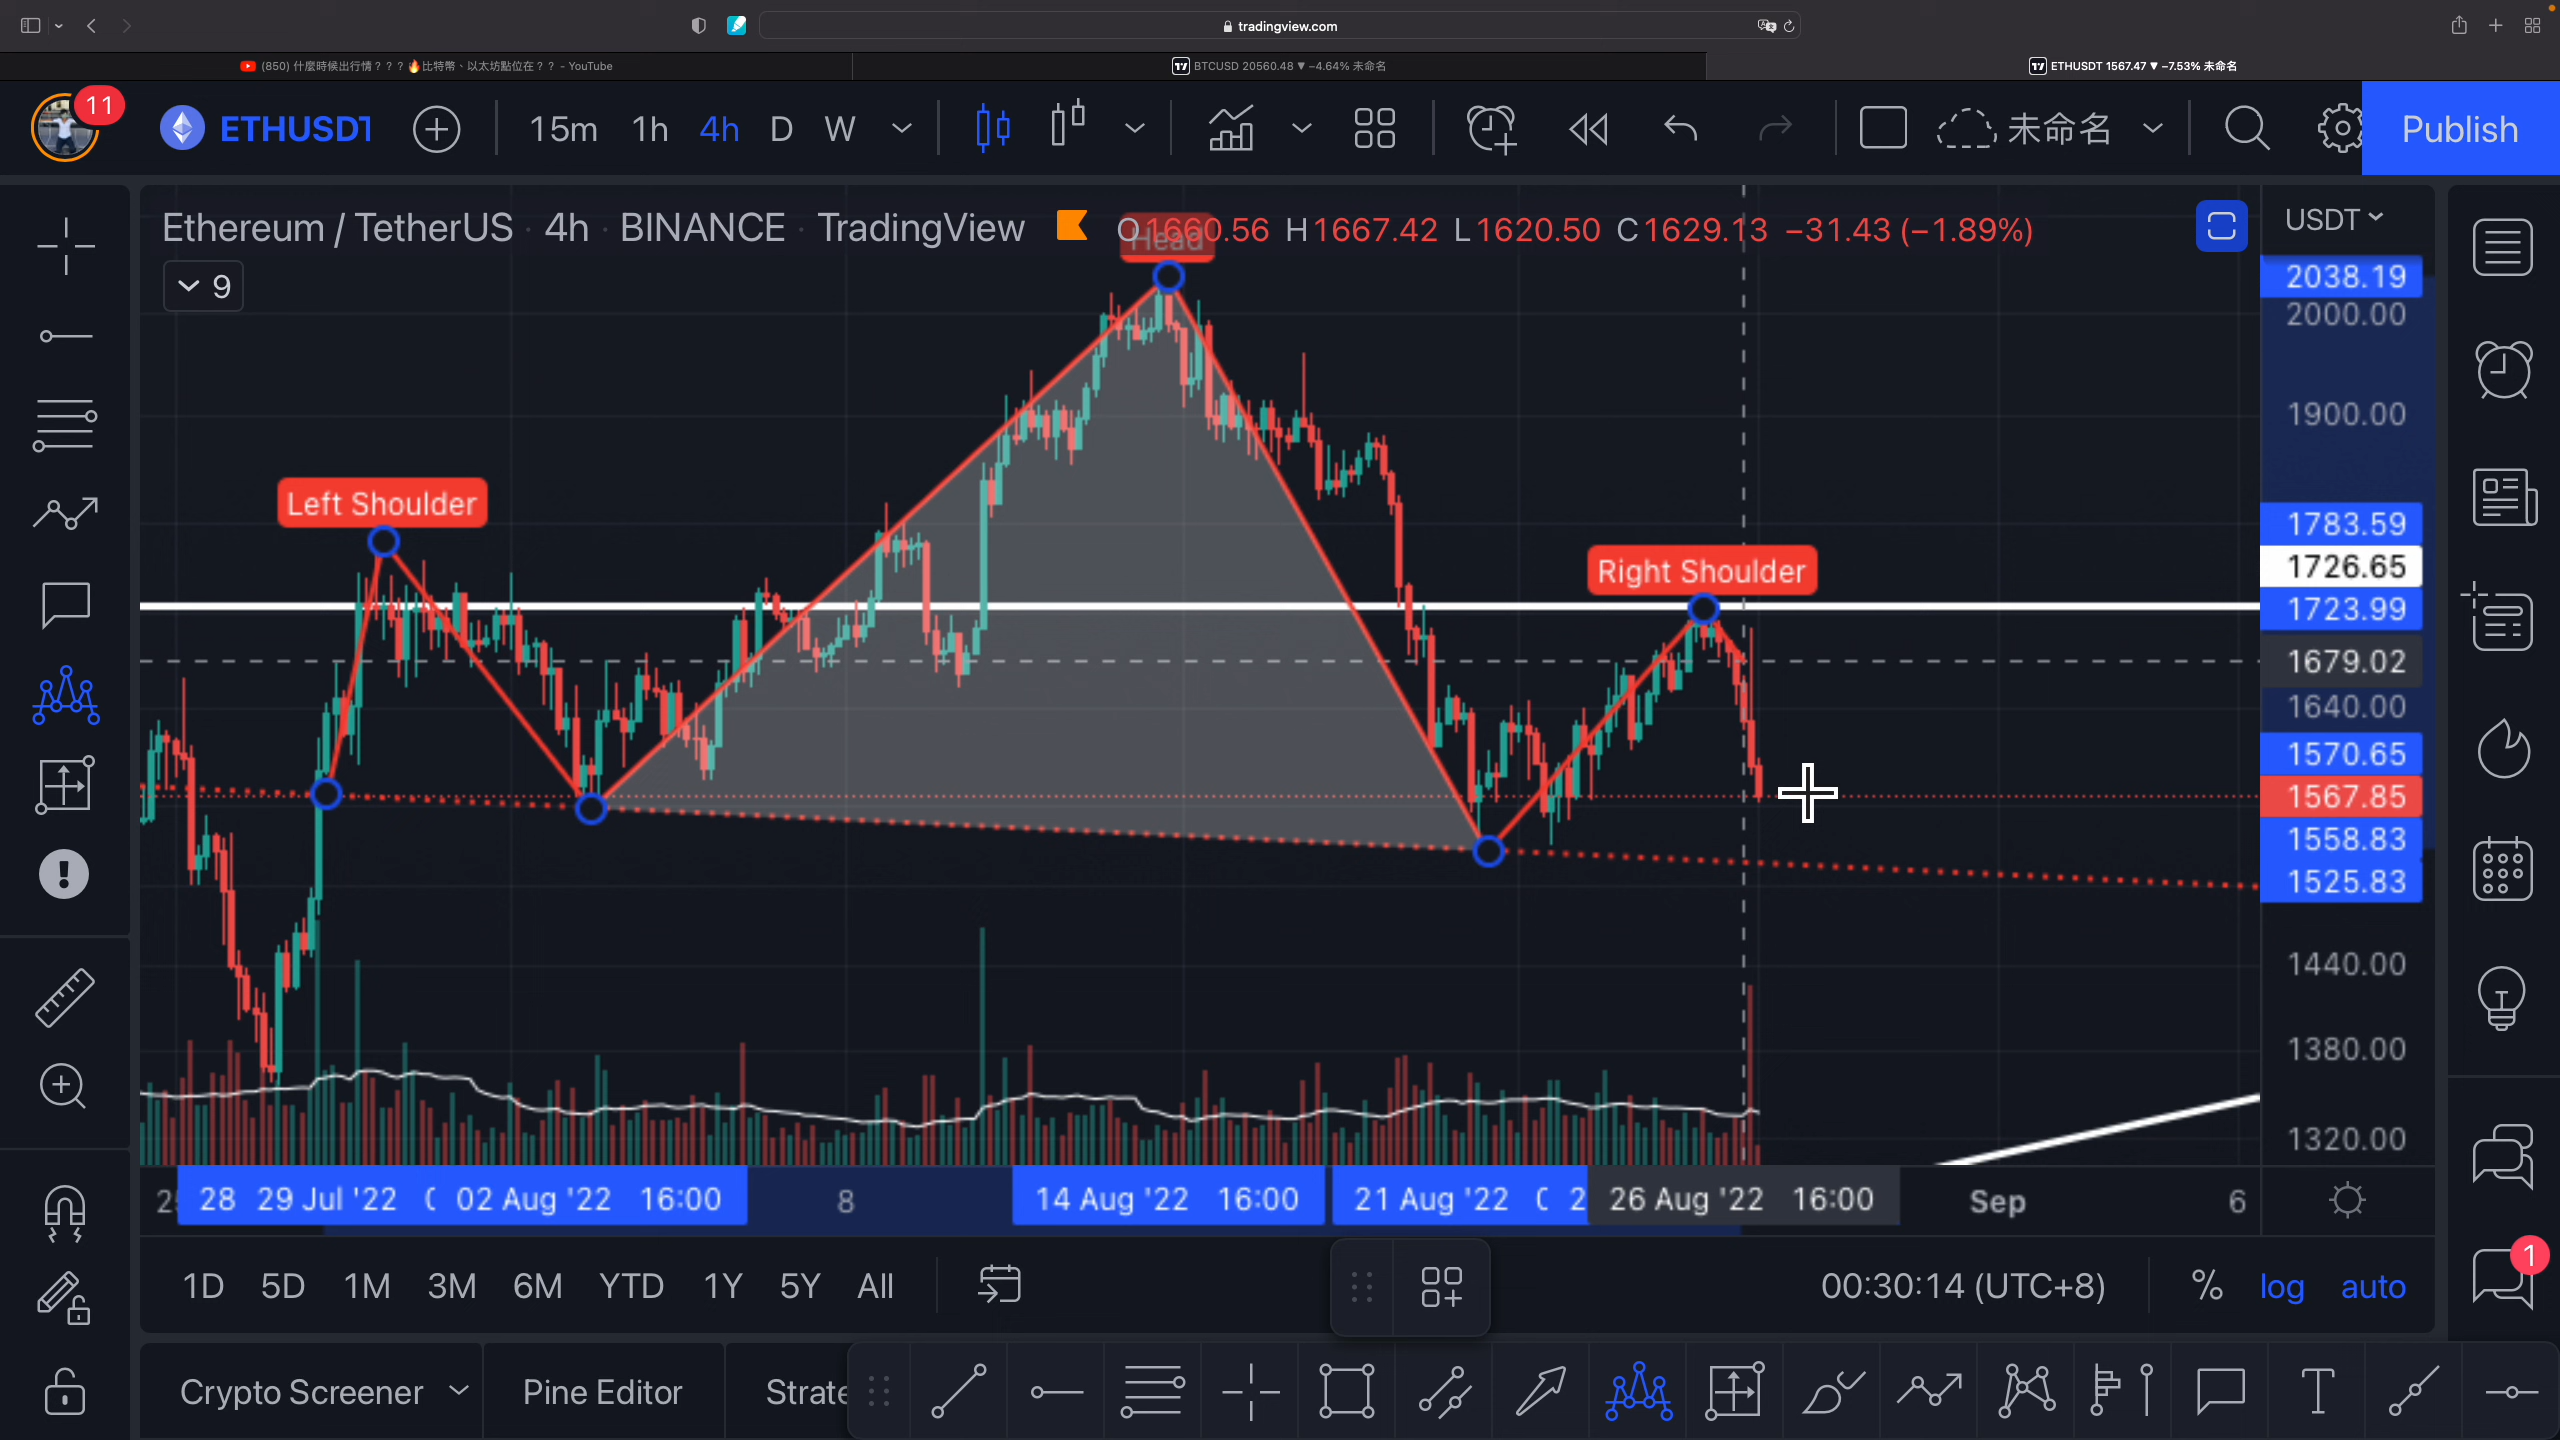 tradingview.com
(850) 什麼時候出行情？？？🔥比特幣、以太坊點位在？？ - YouTube
BTCUSD 20560.48 ▼ −4.64% 未命名
ETHUSDT 1567.47 ▼ −7.53% 未命名
11
ETHUSDT
15m 1h 4h D W
未命名
Publish
Ethereum / TetherUS · 4h · BINANCE · TradingView
O1660.56 H1667.42 L1620.50 C1629.13 −31.43 (−1.89%)
USDT
9
Head
Left Shoulder
Right Shoulder
2038.19
2000.00
1900.00
1783.59
1726.65
1723.99
1679.02
1640.00
1570.65
1567.85
1558.83
1525.83
1440.00
1380.00
1320.00
28 29 Jul '22 02 Aug '22 16:00 8 14 Aug '22 16:00 21 Aug '22 2 26 Aug '22 16:00 Sep 6
1D 5D 1M 3M 6M YTD 1Y 5Y All
00:30:14 (UTC+8) % log auto
1
Crypto Screener Pine Editor Strate